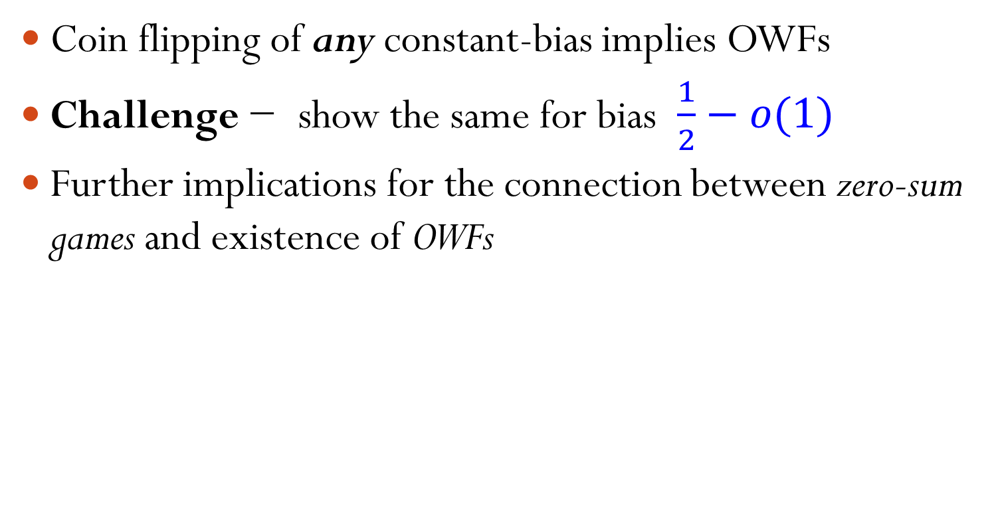 • Coin flipping of any constant-bias implies OWFs
• Challenge – show the same for bias 1/2 − o(1)
• Further implications for the connection between zero-sum
games and existence of OWFs